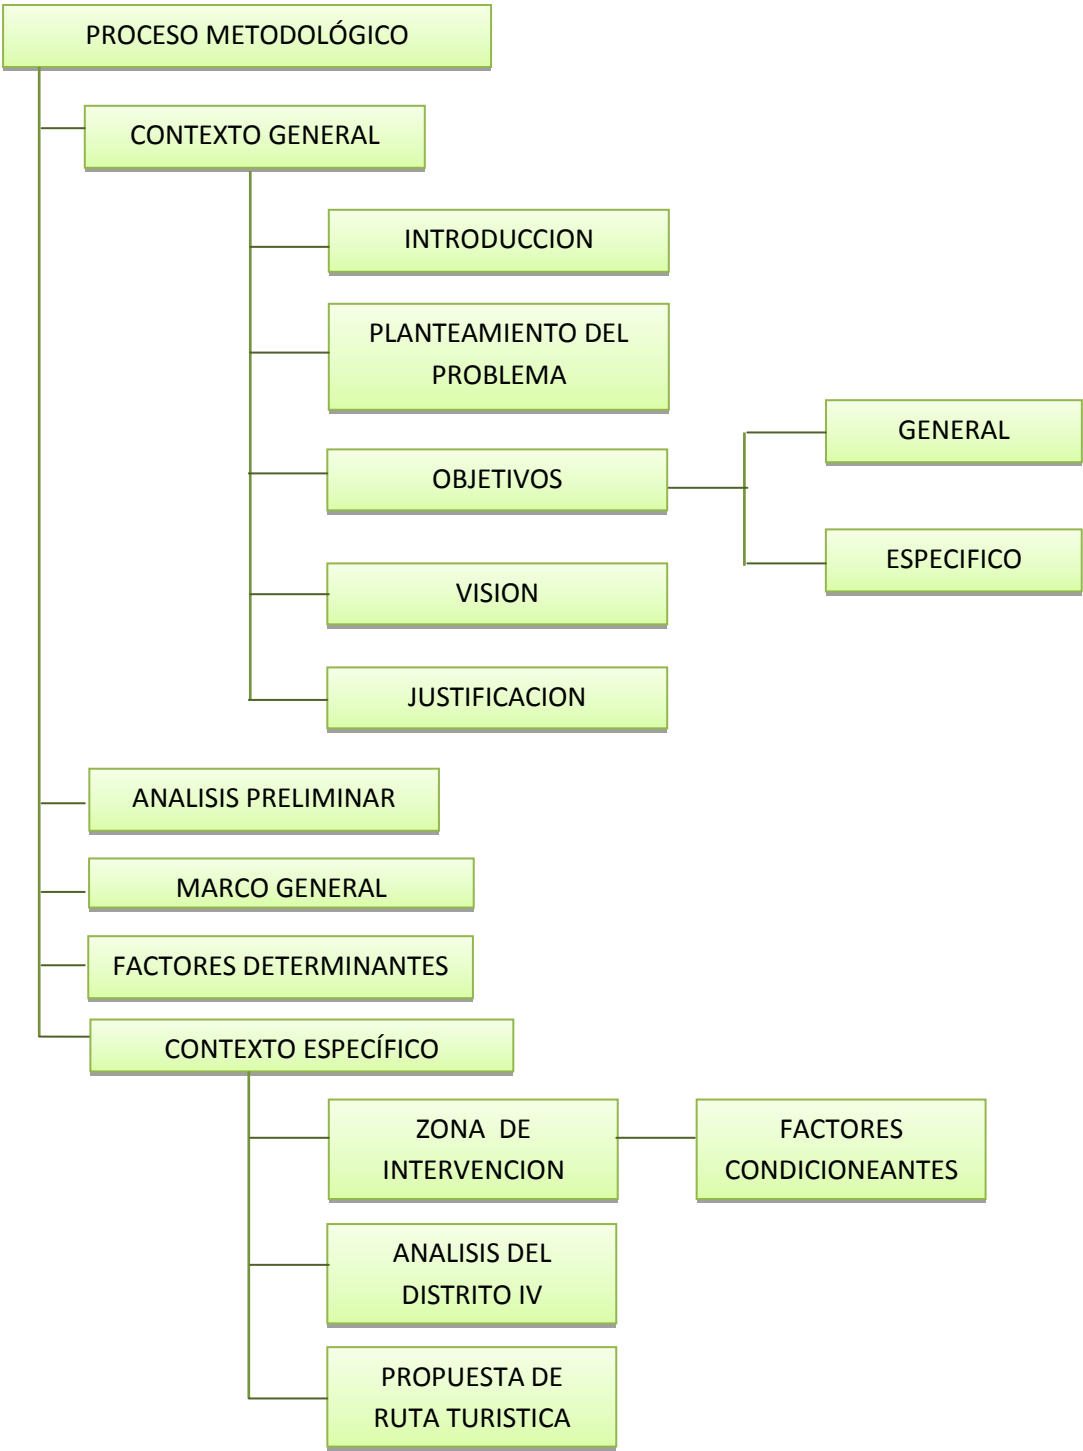 PROCESO METODOLÓGICO
CONTEXTO GENERAL
INTRODUCCION
PLANTEAMIENTO DEL
PROBLEMA
OBJETIVOS
GENERAL
ESPECIFICO
VISION
JUSTIFICACION
ANALISIS PRELIMINAR
MARCO GENERAL
FACTORES DETERMINANTES
CONTEXTO ESPECÍFICO
ZONA  DE
INTERVENCION
FACTORES
CONDICIONEANTES
ANALISIS DEL
DISTRITO IV
PROPUESTA DE
RUTA TURISTICA